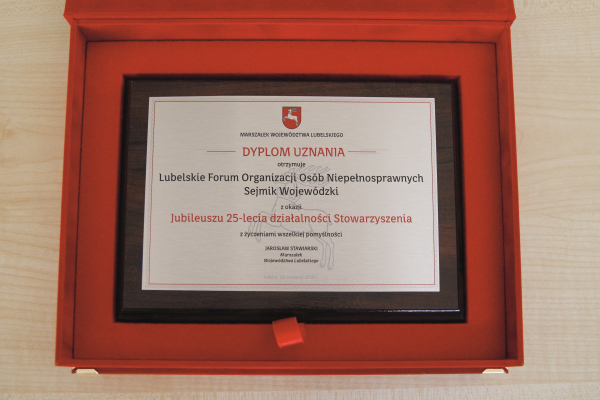 MARSZAŁEK WOJEWÓDZTWA LUBELSKIEGO
DYPLOM UZNANIA
otrzymuje
Lubelskie Forum Organizacji Osób Niepełnosprawnych
Sejmik Wojewódzki
z okazji
Jubileuszu 25-lecia działalności Stowarzyszenia
z życzeniami wszelkiej pomyślności
JAROSŁAW STAWIARSKI
Marszałek
Województwa Lubelskiego